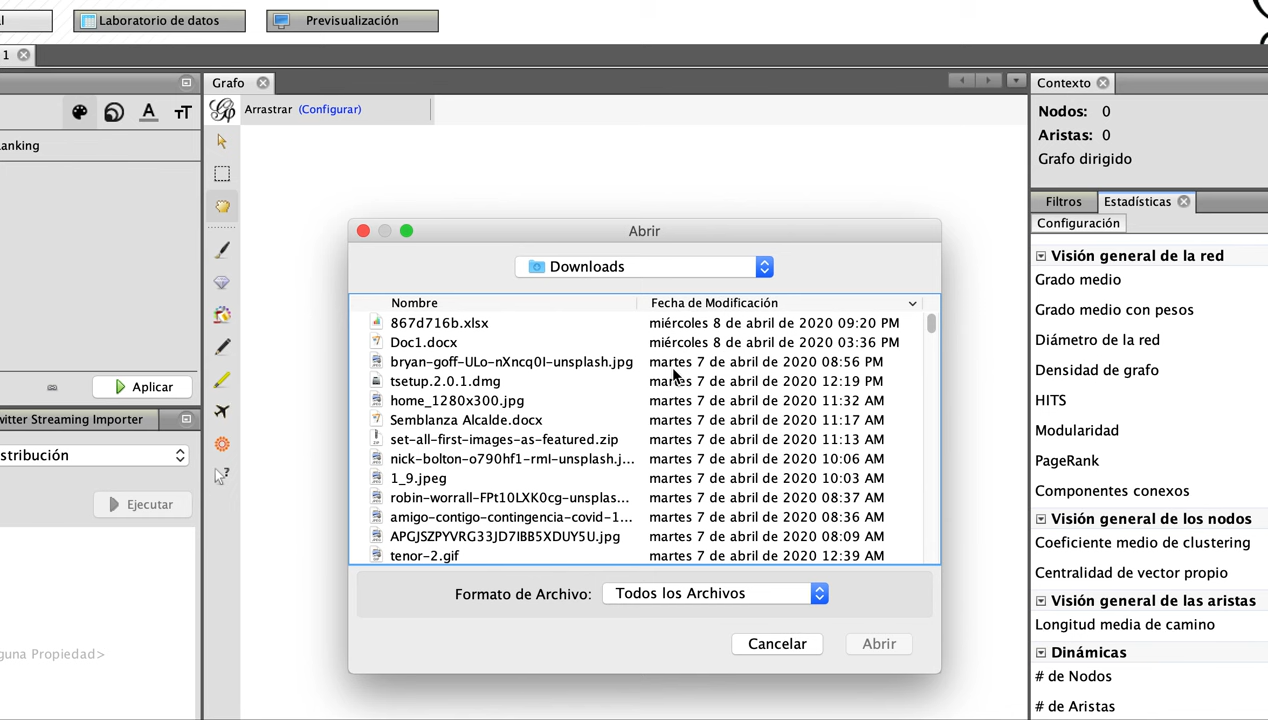 l
Laboratorio de datos
Previsualización
1
Grafo
Contexto
Arrastrar (Configurar)
Nodos: 0
Aristas: 0
Grafo dirigido
anking
Filtros
Estadísticas
Configuración
Abrir
Downloads
Nombre
Fecha de Modificación
867d716b.xlsx miércoles 8 de abril de 2020 09:20 PM
Doc1.docx miércoles 8 de abril de 2020 03:36 PM
bryan-goff-ULo-nXncq0I-unsplash.jpg martes 7 de abril de 2020 08:56 PM
tsetup.2.0.1.dmg martes 7 de abril de 2020 12:19 PM
home_1280x300.jpg martes 7 de abril de 2020 11:32 AM
Semblanza Alcalde.docx martes 7 de abril de 2020 11:17 AM
set-all-first-images-as-featured.zip martes 7 de abril de 2020 11:13 AM
nick-bolton-o790hf1-rmI-unsplash.j... martes 7 de abril de 2020 10:06 AM
1_9.jpeg martes 7 de abril de 2020 10:03 AM
robin-worrall-FPt10LXK0cg-unsplas... martes 7 de abril de 2020 08:37 AM
amigo-contigo-contingencia-covid-1... martes 7 de abril de 2020 08:36 AM
APGJSZPYVRG33JD7IBB5XDUY5U.jpg martes 7 de abril de 2020 08:09 AM
tenor-2.gif martes 7 de abril de 2020 12:39 AM
Formato de Archivo: Todos los Archivos
Cancelar
Abrir
Aplicar
witter Streaming Importer
stribución
Ejecutar
guna Propiedad>
Visión general de la red
Grado medio
Grado medio con pesos
Diámetro de la red
Densidad de grafo
HITS
Modularidad
PageRank
Componentes conexos
Visión general de los nodos
Coeficiente medio de clustering
Centralidad de vector propio
Visión general de las aristas
Longitud media de camino
Dinámicas
# de Nodos
# de Aristas